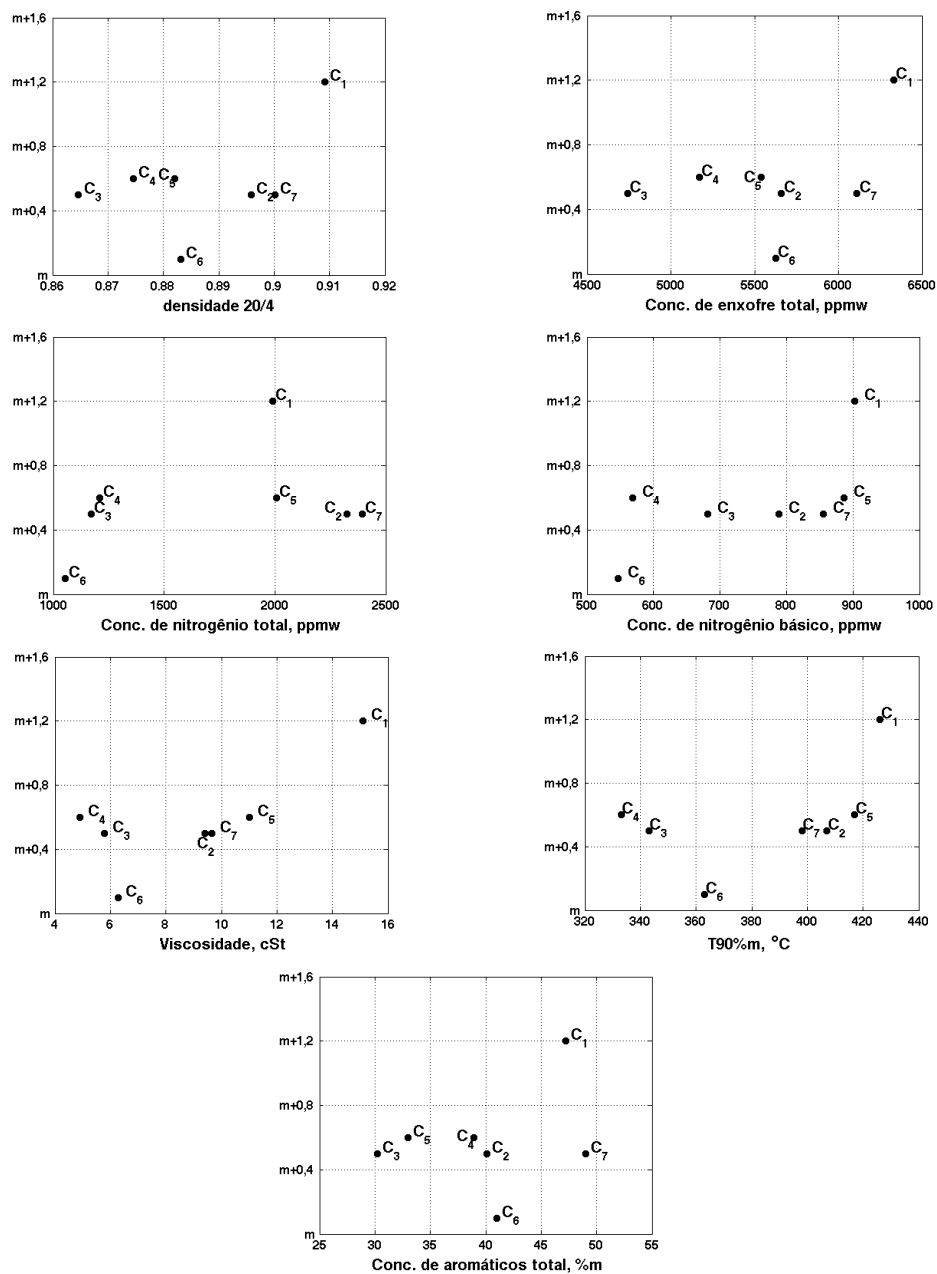 m+1,6
m+1,2
m+0,8
m+0,4
m
C1
C4 C5
C3
C2 C7
C6
0.86 0.87 0.88 0.89 0.9 0.91 0.92
densidade 20/4
m+1,6
m+1,2
m+0,8
m+0,4
m
C1
C4 C5
C3 C2 C7
C6
4500 5000 5500 6000 6500
Conc. de enxofre total, ppmw
m+1,6
m+1,2
m+0,8
m+0,4
m
C1
C4 C5
C3 C2 C7
C6
1000 1500 2000 2500
Conc. de nitrogênio total, ppmw
m+1,6
m+1,2
m+0,8
m+0,4
m
C1
C4 C5
C3 C2 C7
C6
500 600 700 800 900 1000
Conc. de nitrogênio básico, ppmw
m+1,6
m+1,2
m+0,8
m+0,4
m
C1
C4 C5
C3 C7
C2
C6
4 6 8 10 12 14 16
Viscosidade, cSt
m+1,6
m+1,2
m+0,8
m+0,4
m
C1
C4 C5
C3 C7 C2
C6
320 340 360 380 400 420 440
T90%m, °C
m+1,6
m+1,2
m+0,8
m+0,4
m
C1
C5 C4
C3 C2 C7
C6
25 30 35 40 45 50 55
Conc. de aromáticos total, %m